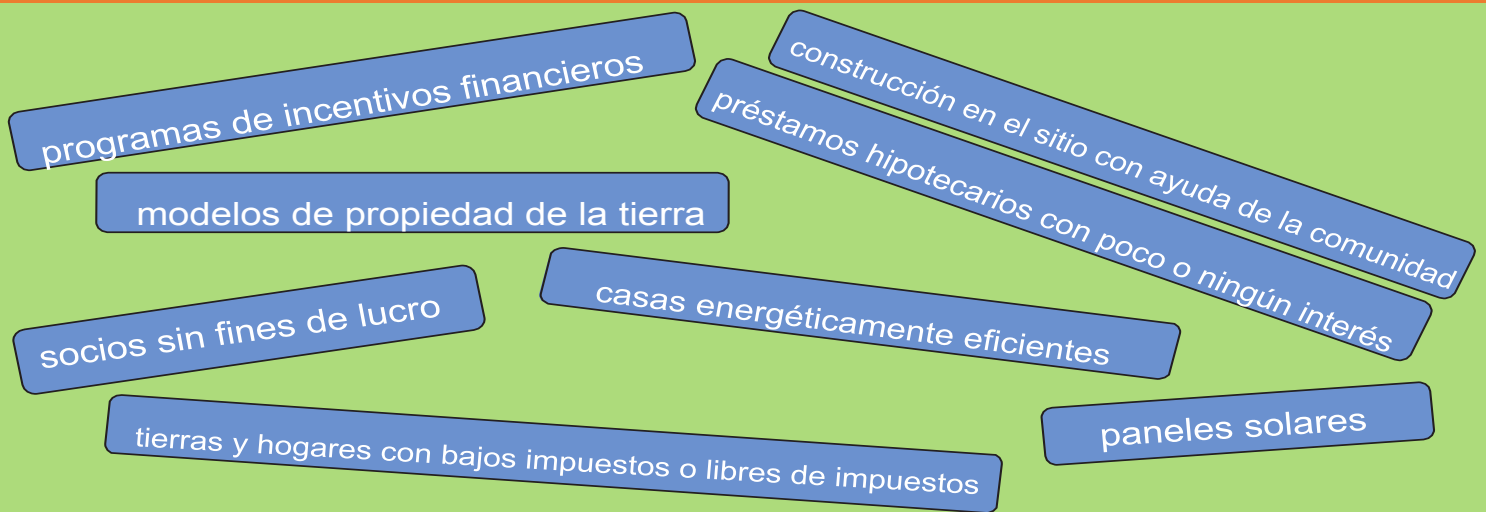 programas de incentivos financieros
construcción en el sitio con ayuda de la comunidad
préstamos hipotecarios con poco o ningún interés
modelos de propiedad de la tierra
socios sin fines de lucro
casas energéticamente eficientes
tierras y hogares con bajos impuestos o libres de impuestos
paneles solares